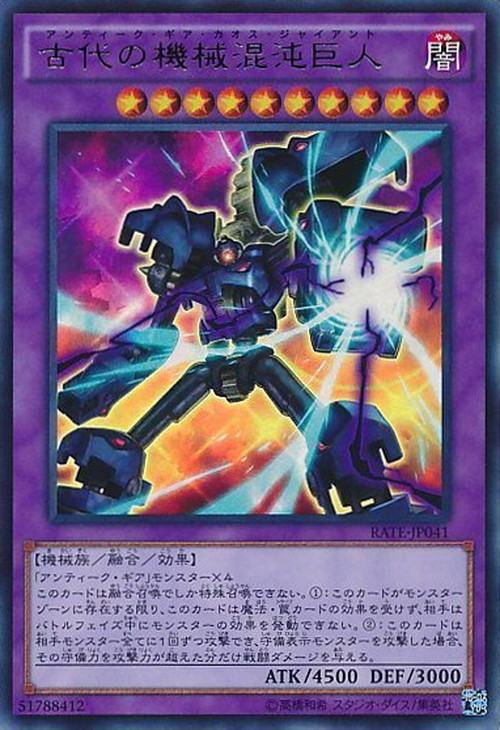 アンティーク・ギア・カオス・ジャイアント
古代の機械混沌巨人
やみ
闇
RATE-JP041
【機械族／融合／効果】
「アンティーク・ギア」モンスター×4
このカードは融合召喚でしか特殊召喚できない。①：このカードがモンスター
ゾーンに存在する限り、このカードは魔法・罠カードの効果を受けず、相手は
バトルフェイズ中にモンスターの効果を発動できない。②：このカードは
相手モンスター全てに1回ずつ攻撃でき、守備表示モンスターを攻撃した場合、
その守備力を攻撃力が超えた分だけ戦闘ダメージを与える。
ATK/4500 DEF/3000
51788412
©高橋和希 スタジオ・ダイス/集英社